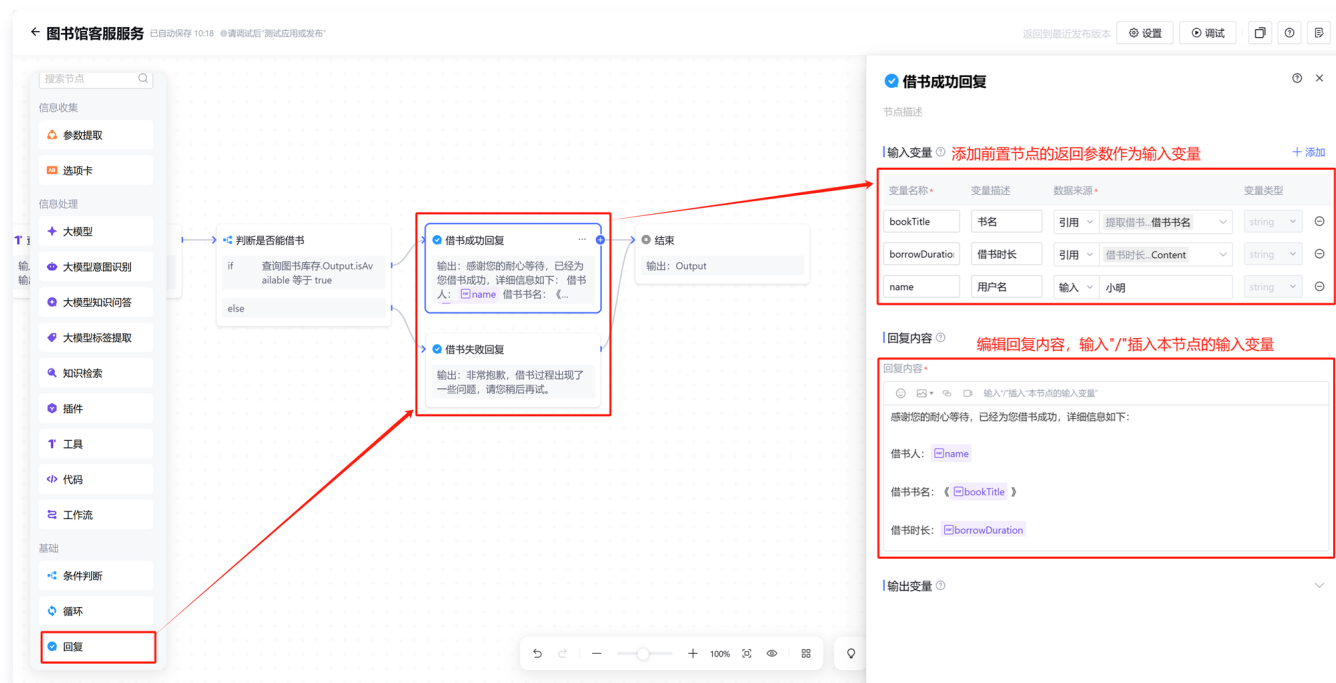 图书馆客服服务 已自动保存 10:18 请调试后"测试应用或发布"
返回到最近发布版本 设置 调试
搜索节点
信息收集
参数提取
选项卡
信息处理
大模型
大模型意图识别
大模型知识问答
大模型标签提取
知识检索
插件
工具
代码
工作流
基础
条件判断
循环
回复
判断是否能借书
if 查询图书库存.Output.isAv
ailable 等于 true
else
借书成功回复
输出：感谢您的耐心等待，已经为
您借书成功，详细信息如下： 借书
人： name 借书书名：《...
借书失败回复
输出：非常抱歉，借书过程出现了
一些问题，请您稍后再试。
结束
输出：Output
100%
借书成功回复
节点描述
输入变量 添加前置节点的返回参数作为输入变量 添加
变量名称* 变量描述 数据来源* 变量类型
bookTitle 书名 引用 提取借书...借书书名 string
borrowDuratio 借书时长 引用 借书时长...Content string
name 用户名 输入 小明 string
回复内容 编辑回复内容，输入"/"插入本节点的输入变量
回复内容*
输入"/"插入"本节点的输入变量"
感谢您的耐心等待，已经为您借书成功，详细信息如下：
借书人： name
借书书名：《 bookTitle 》
借书时长： borrowDuration
输出变量